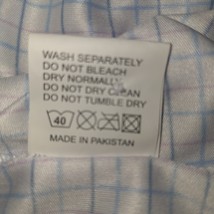 WASH SEPARATELY
DO NOT BLEACH
DRY NORMALLY
DO NOT DRY CLEAN
DO NOT TUMBLE DRY
40
MADE IN PAKISTAN